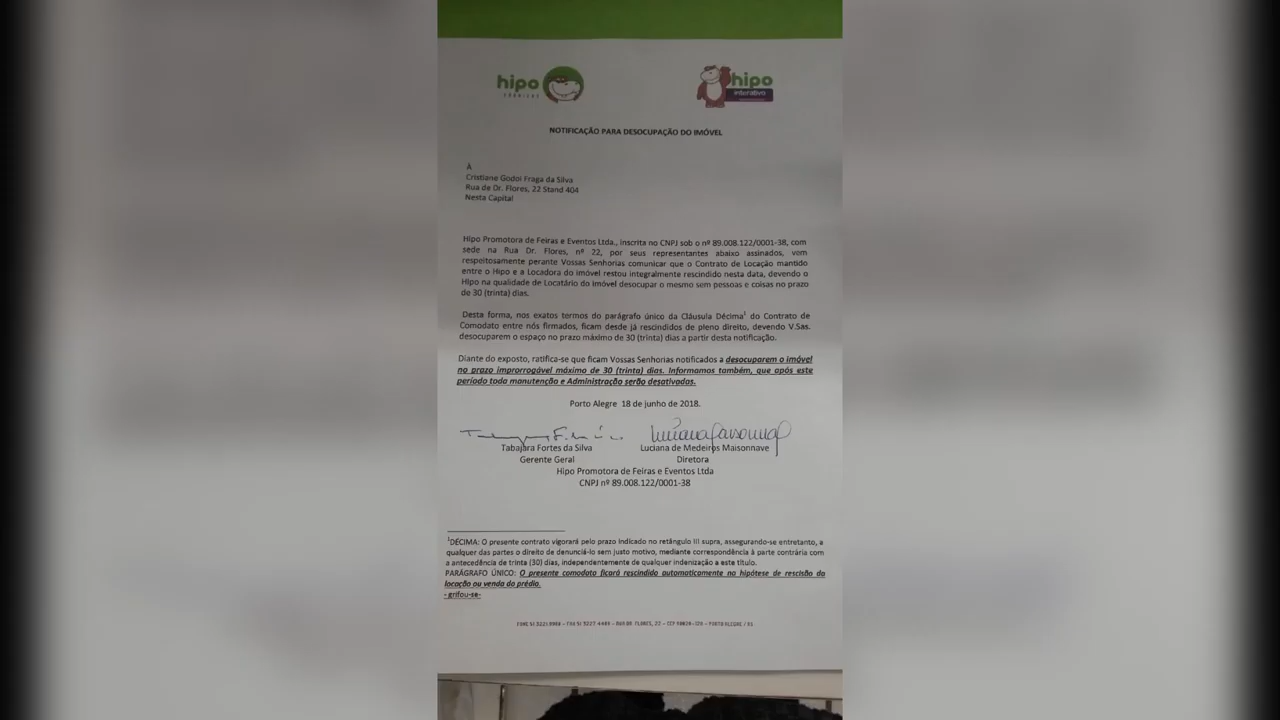 hipo
FÁBRICAS
hipo
interativo
NOTIFICAÇÃO PARA DESOCUPAÇÃO DO IMÓVEL
À
Cristiane Godoi Fraga da Silva
Rua de Dr. Flores, 22 Stand 404
Nesta Capital
Hipo Promotora de Feiras e Eventos Ltda., inscrita no CNPJ sob o nº 89.008.122/0001-38, com
sede na Rua Dr. Flores, nº 22, por seus representantes abaixo assinados, vem
respeitosamente perante Vossas Senhorias comunicar que o Contrato de Locação mantido
entre o Hipo e a Locadora do imóvel restou integralmente rescindido nesta data, devendo o
Hipo na qualidade de Locatário do Imóvel desocupar o mesmo sem pessoas e coisas no prazo
de 30 (trinta) dias.
Desta forma, nos exatos termos do parágrafo único da Cláusula Décima¹ do Contrato de
Comodato entre nós firmados, ficam desde já rescindidos de pleno direito, devendo V.Sas.
desocuparem o espaço no prazo máximo de 30 (trinta) dias a partir desta notificação.
Diante do exposto, ratifica-se que ficam Vossas Senhorias notificados a desocuparem o imóvel
no prazo improrrogável máximo de 30 (trinta) dias. Informamos também, que após este
período toda manutenção e Administração serão desativadas.
Porto Alegre 18 de junho de 2018.
Tabajara Fortes da Silva Luciana de Medeiros Maisonnave
Gerente Geral Diretora
Hipo Promotora de Feiras e Eventos Ltda
CNPJ nº 89.008.122/0001-38
¹DÉCIMA: O presente contrato vigorará pelo prazo indicado no retângulo III supra, assegurando-se entretanto, a
qualquer das partes o direito de denunciá-lo sem justo motivo, mediante correspondência à parte contrária com
a antecedência de trinta (30) dias, independentemente de qualquer indenização a este título.
PARÁGRAFO ÚNICO: O presente comodato ficará rescindido automaticamente na hipótese de rescisão da
locação ou venda do prédio.
- grifou-se-
RUA DR. FLORES, 22 - CEP 90020-120 - PORTO ALEGRE / RS